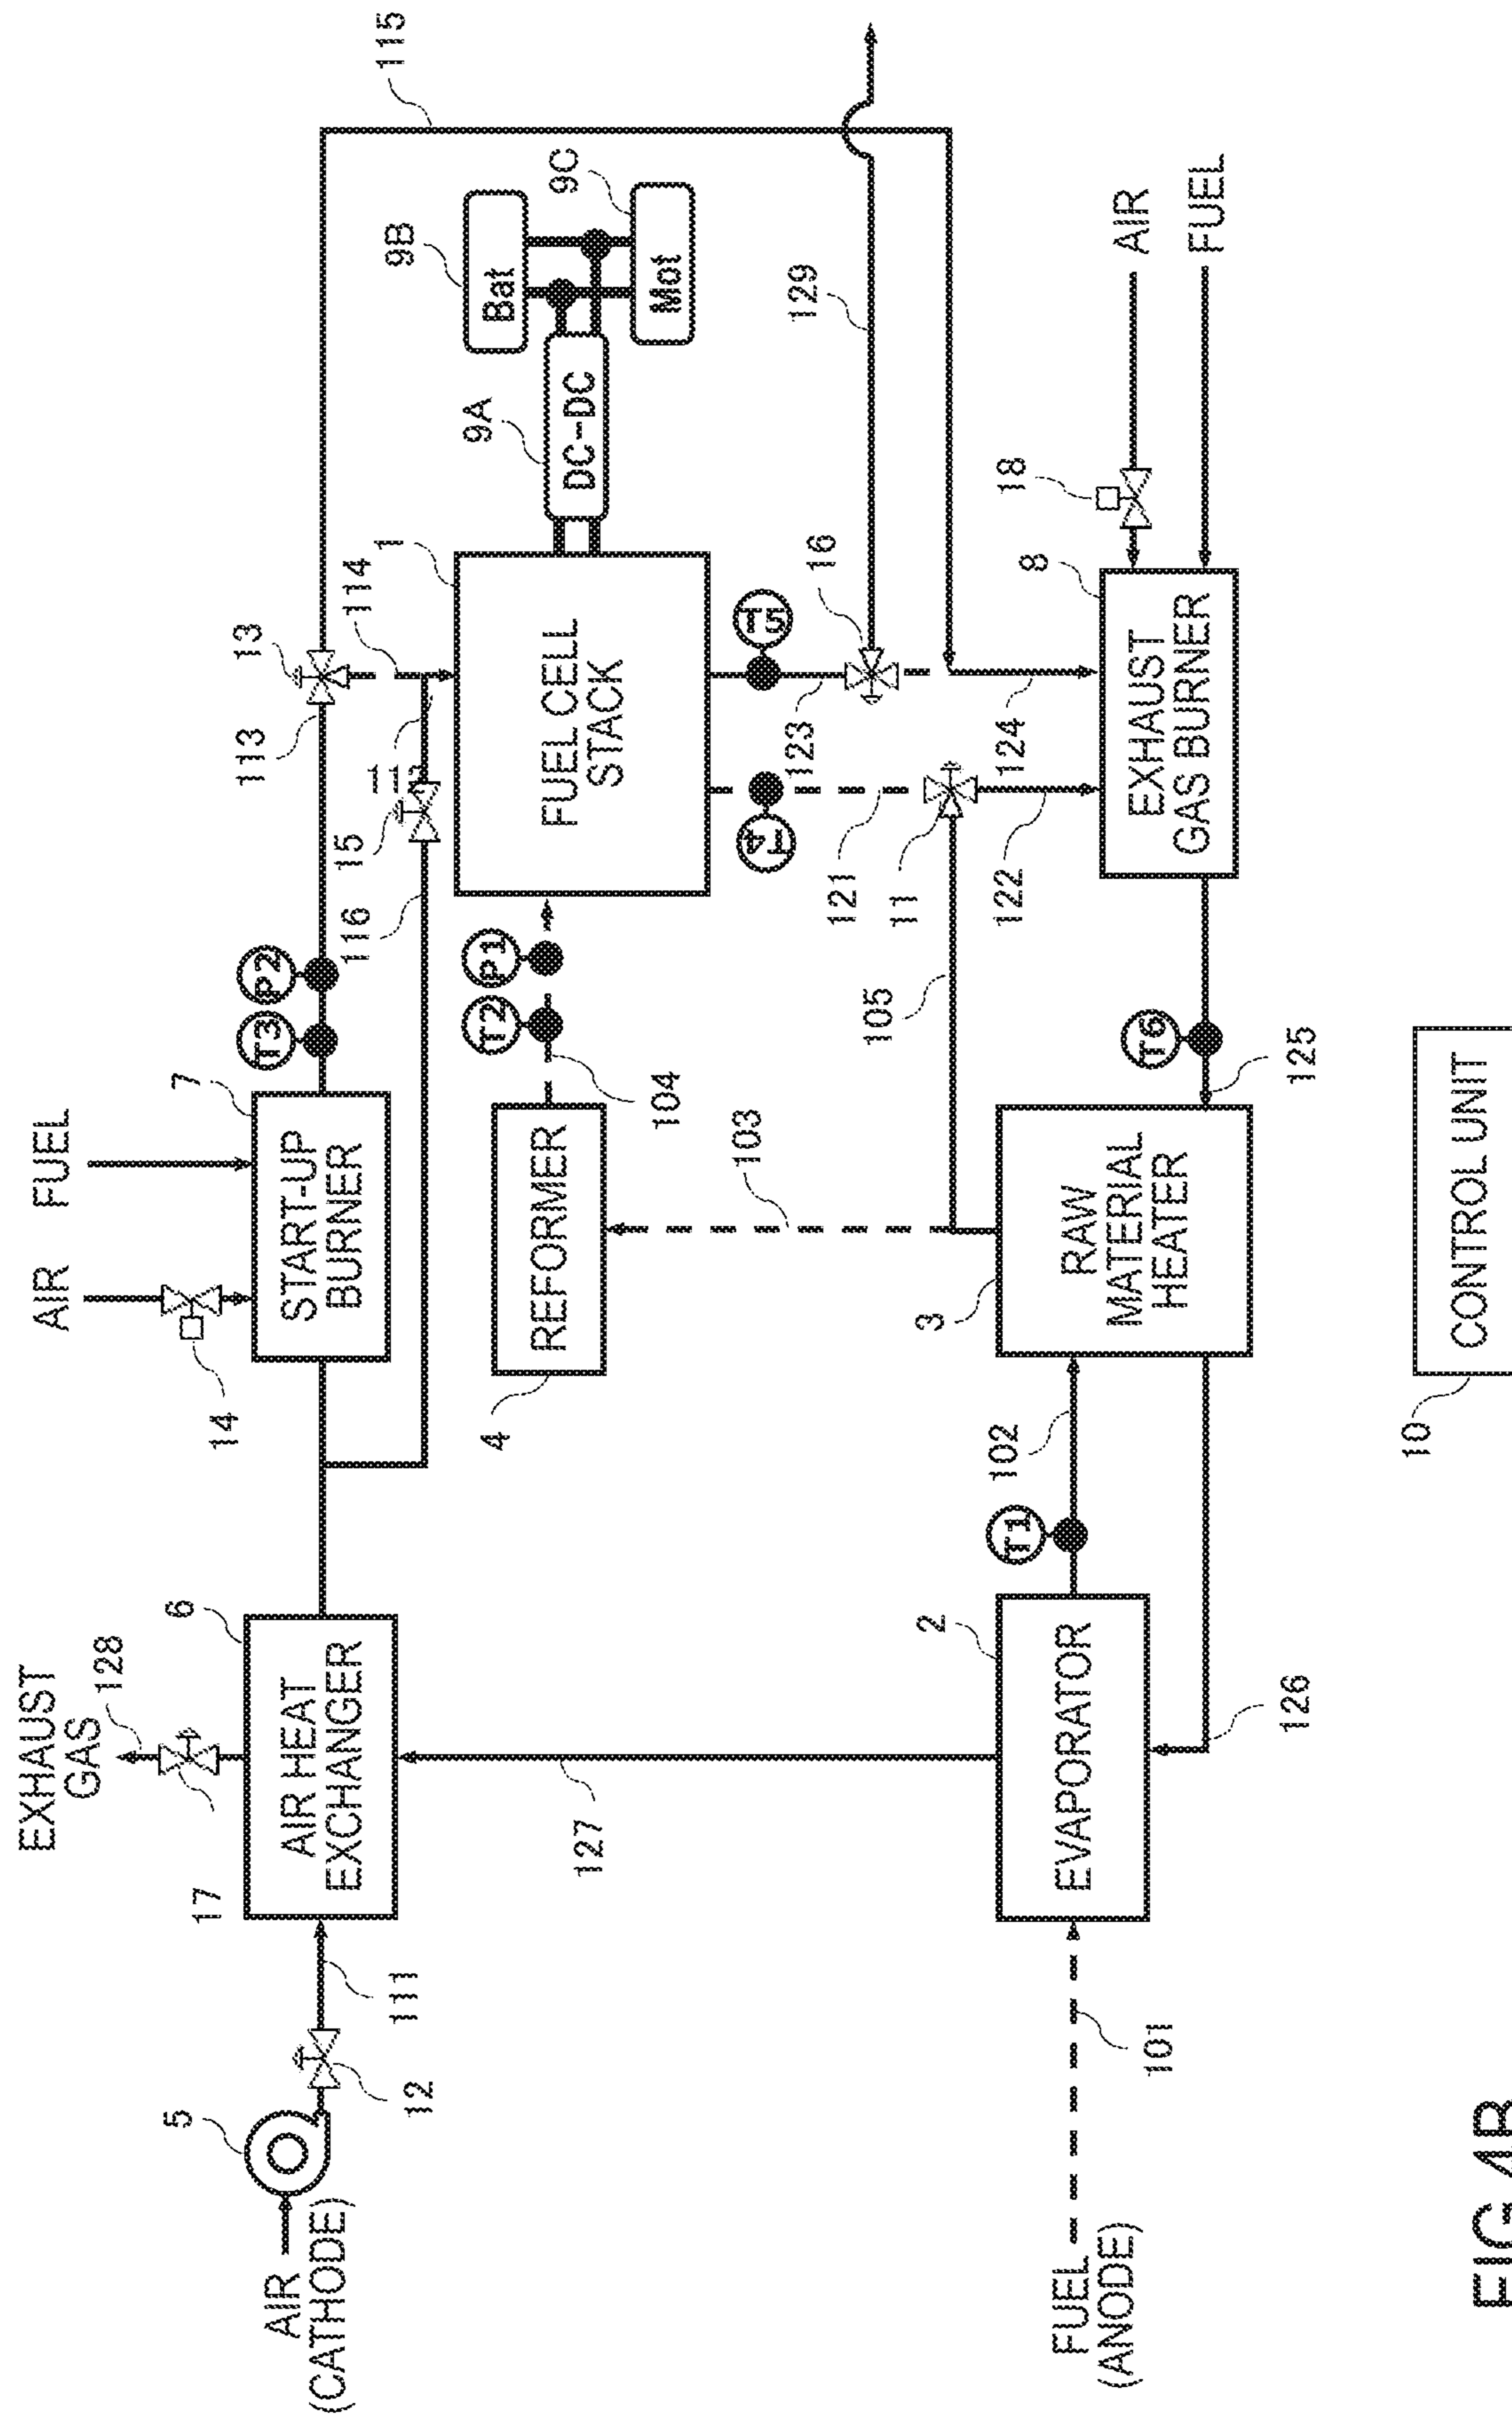 EXHAUST
GAS
128
17
AIR
FUEL
14
7
START-UP
BURNER
T3
P2
113
13
115
6
AIR HEAT
EXCHANGER
5
AIR
(CATHODE)
12
111
116
15
112
114
1
FUEL CELL
STACK
9A
DC-DC
9B
Bat
9C
Mot
4
REFORMER
T2
P1
104
103
T4
T5
123
16
129
121
11
105
122
124
127
2
EVAPORATOR
T1
102
3
RAW
MATERIAL
HEATER
T6
125
8
EXHAUST
GAS BURNER
18
AIR
FUEL
FUEL
(ANODE)
101
126
10
CONTROL UNIT
FIG.4B